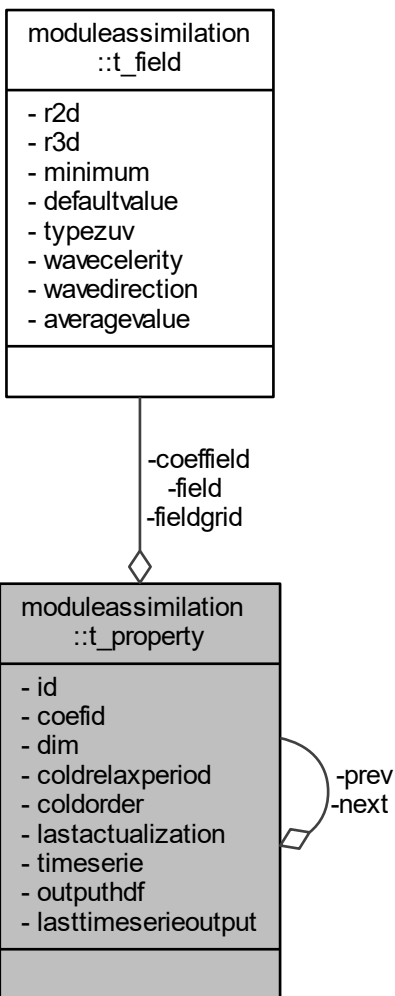 moduleassimilation
::t_field
- r2d
- r3d
- minimum
- defaultvalue
- typezuv
- wavecelerity
- wavedirection
- averagevalue
-coeffield
-field
-fieldgrid
moduleassimilation
::t_property
- id
- coefid
- dim
- coldrelaxperiod
- coldorder
- lastactualization
- timeserie
- outputhdf
- lasttimeserieoutput
-prev
-next